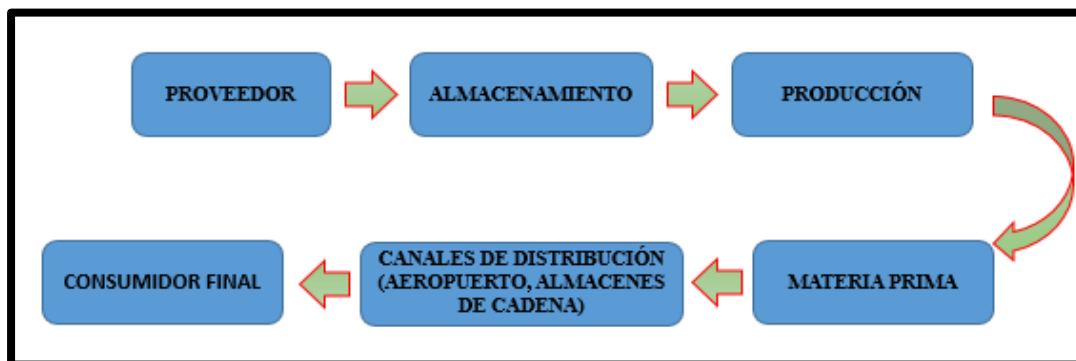 PROVEEDOR
ALMACENAMIENTO
PRODUCCIÓN
MATERIA PRIMA
CANALES DE DISTRIBUCIÓN
(AEROPUERTO, ALMACENES
DE CADENA)
CONSUMIDOR FINAL